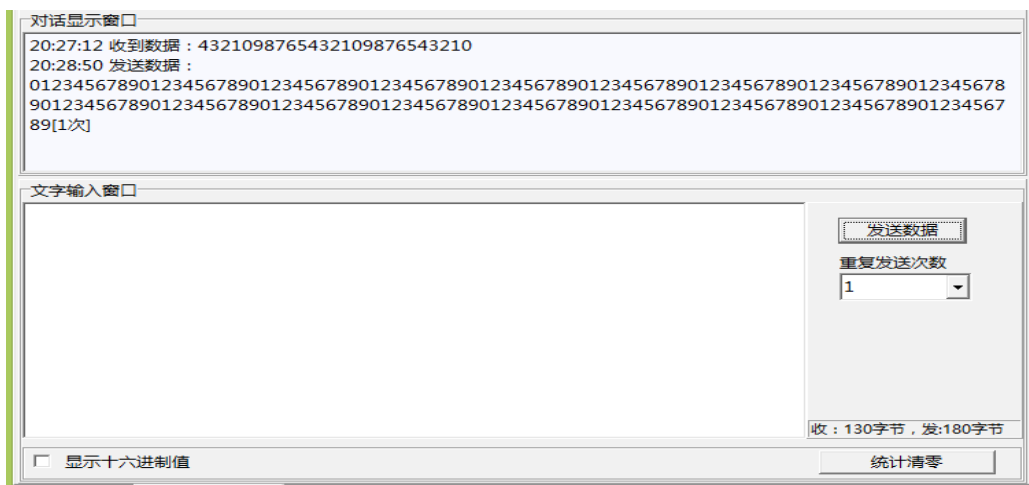 对话显示窗口
20:27:12 收到数据：4321098765432109876543210
20:28:50 发送数据：
01234567890123456789012345678901234567890123456789012345678901234567890123456789012345678
90123456789012345678901234567890123456789012345678901234567890123456789012345678901234567
89[1次]
文字输入窗口
发送数据
重复发送次数
1
收：130字节，发:180字节
显示十六进制值
统计清零